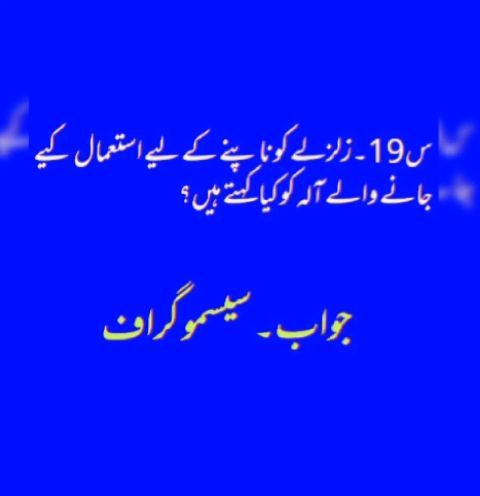 س19۔زلزلے کو ناپنے کے لیے استعمال کیے
جانے والے آلہ کو کیا کہتے ہیں؟
جواب۔ سیسموگراف